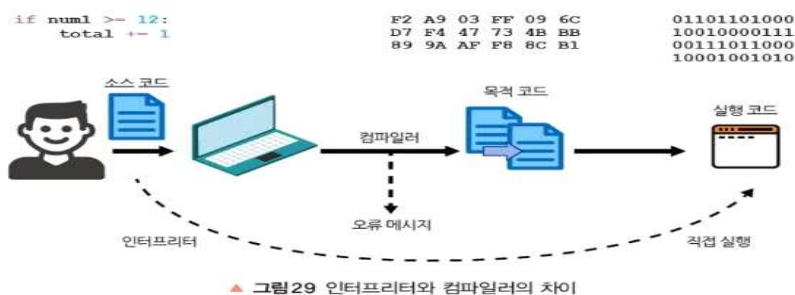 if num1 >= 12:
    total += 1
F2 A9 03 FF 09 6C
D7 F4 47 73 4B BB
89 9A AF F8 8C B1
01101101000
10010000111
00111011000
10001001010
소스 코드
목적 코드
실행 코드
컴파일러
오류 메시지
인터프리터
직접 실행
▲ 그림29 인터프리터와 컴파일러의 차이